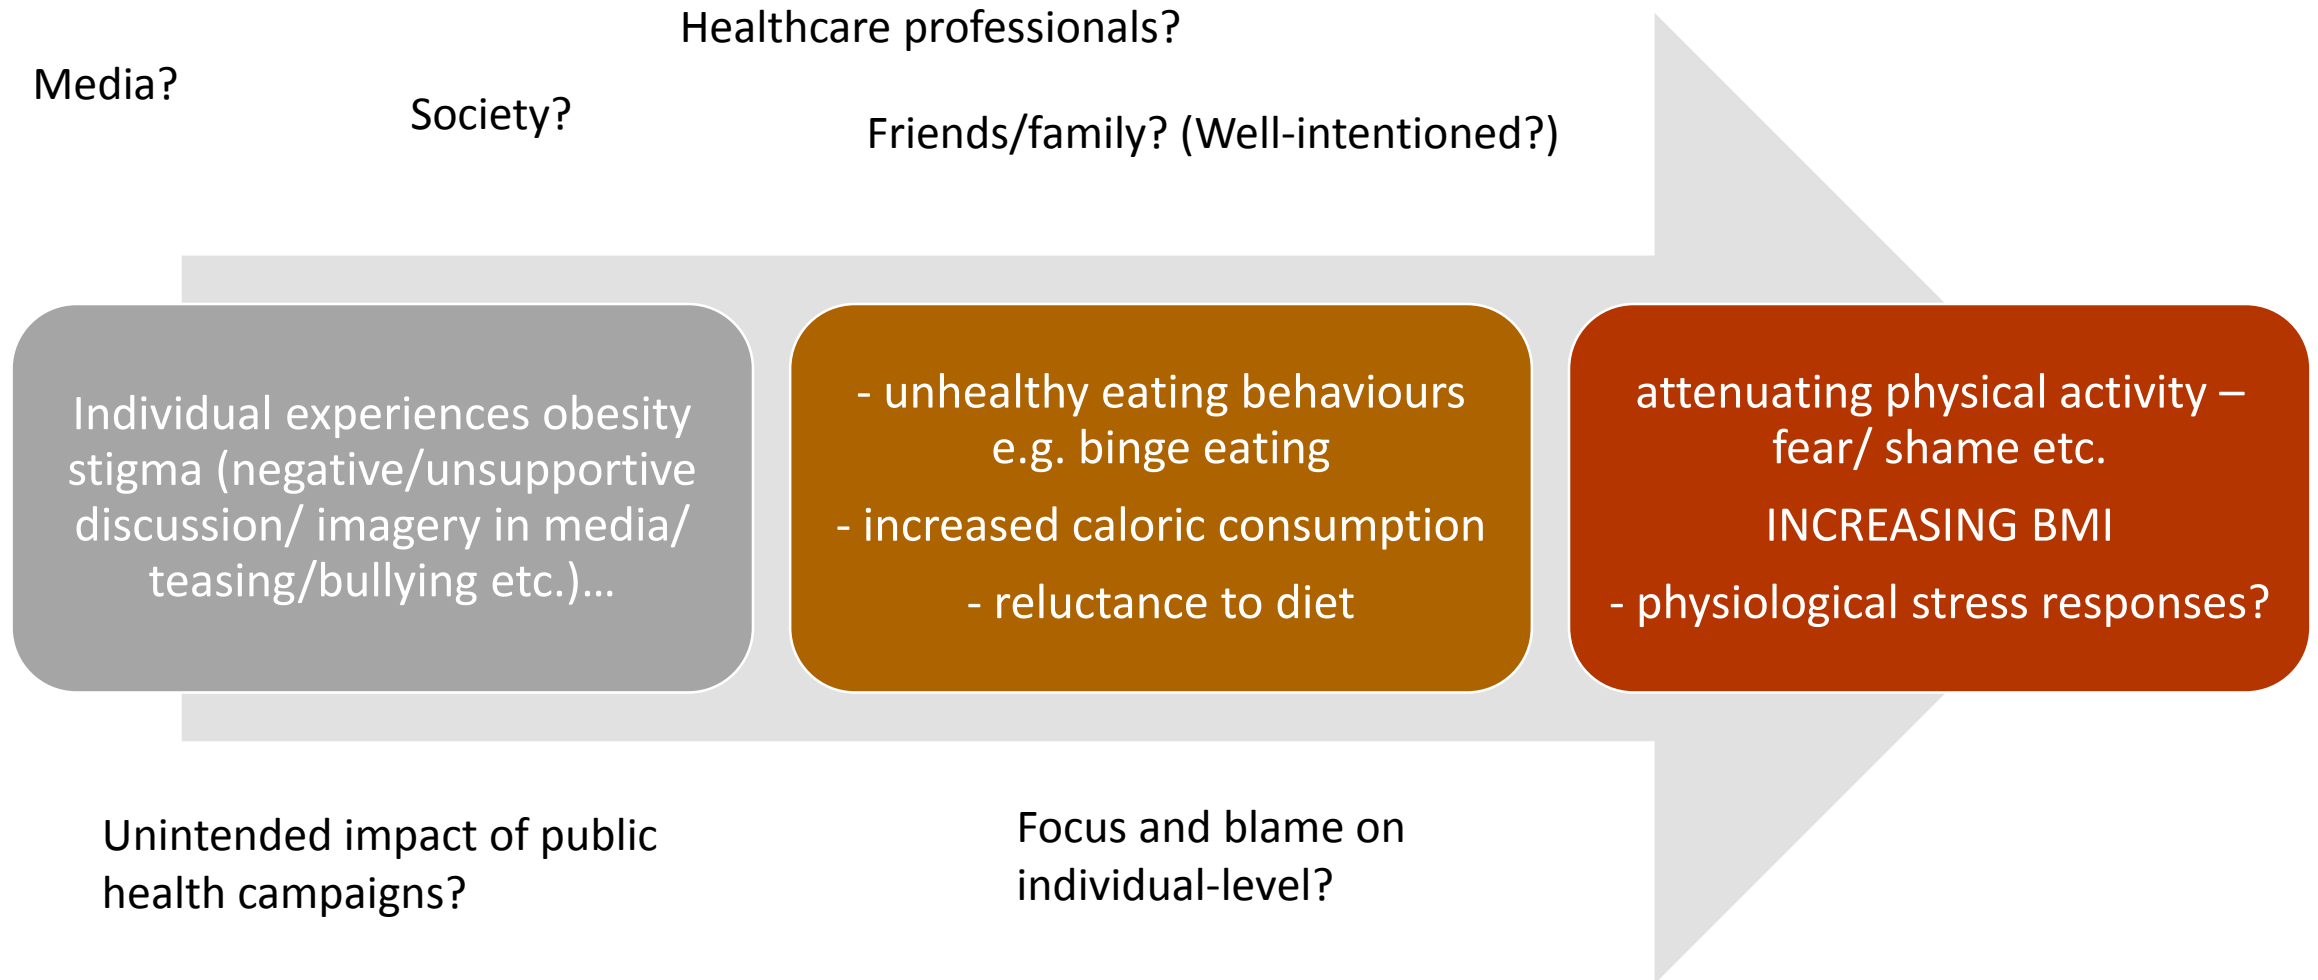 Healthcare professionals?
Media?
Society?
Friends/family? (Well-intentioned?)
Individual experiences obesity
stigma (negative/unsupportive
discussion/ imagery in media/
teasing/bullying etc.)…
- unhealthy eating behaviours
e.g. binge eating
- increased caloric consumption
- reluctance to diet
attenuating physical activity –
fear/ shame etc.
INCREASING BMI
- physiological stress responses?
Unintended impact of public
health campaigns?
Focus and blame on
individual-level?